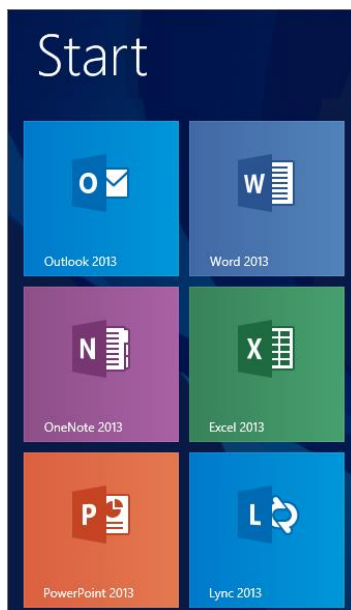 Start
O
W
Outlook 2013
Word 2013
N
X
OneNote 2013
Excel 2013
P
L
PowerPoint 2013
Lync 2013